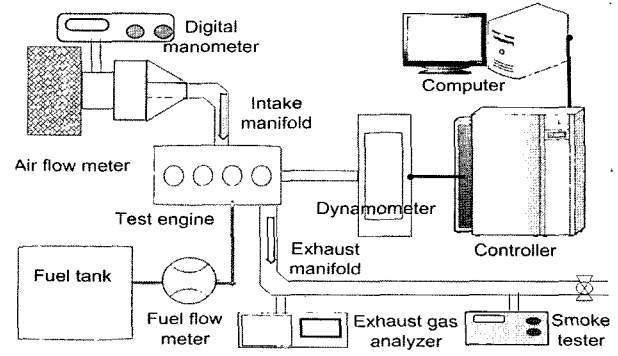 Digital
manometer
Computer
Intake
manifold
Air flow meter
Test engine
Dynamometer
Controller
Exhaust
manifold
Fuel tank
Fuel flow
meter
Exhaust gas
analyzer
Smoke
tester